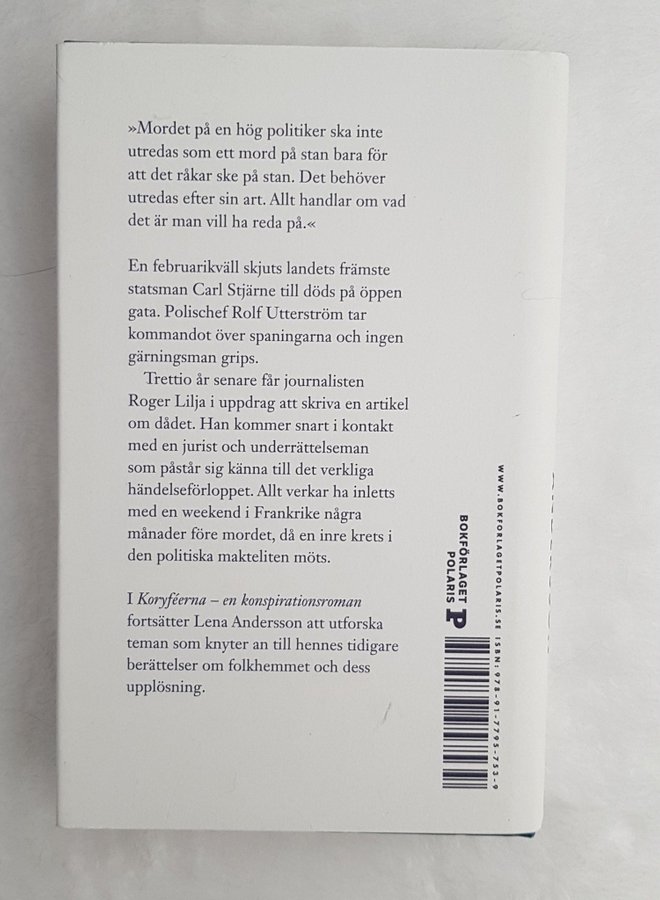 »Mordet på en hög politiker ska inte
utredas som ett mord på stan bara för
att det råkar ske på stan. Det behöver
utredas efter sin art. Allt handlar om vad
det är man vill ha reda på.«
En februarikväll skjuts landets främste
statsman Carl Stjärne till döds på öppen
gata. Polischef Rolf Utterström tar
kommandot över spaningarna och ingen
gärningsman grips.
Trettio år senare får journalisten
Roger Lilja i uppdrag att skriva en artikel
om dådet. Han kommer snart i kontakt
med en jurist och underrättelseman
som påstår sig känna till det verkliga
händelseförloppet. Allt verkar ha inletts
med en weekend i Frankrike några
månader före mordet, då en inre krets i
den politiska makteliten möts.
I Koryféerna – en konspirationsroman
fortsätter Lena Andersson att utforska
teman som knyter an till hennes tidigare
berättelser om folkhemmet och dess
upplösning.
BOKFÖRLAGET
POLARIS
P
WWW.BOKFORLAGETPOLARIS.SE ISBN: 978-91-7795-753-9